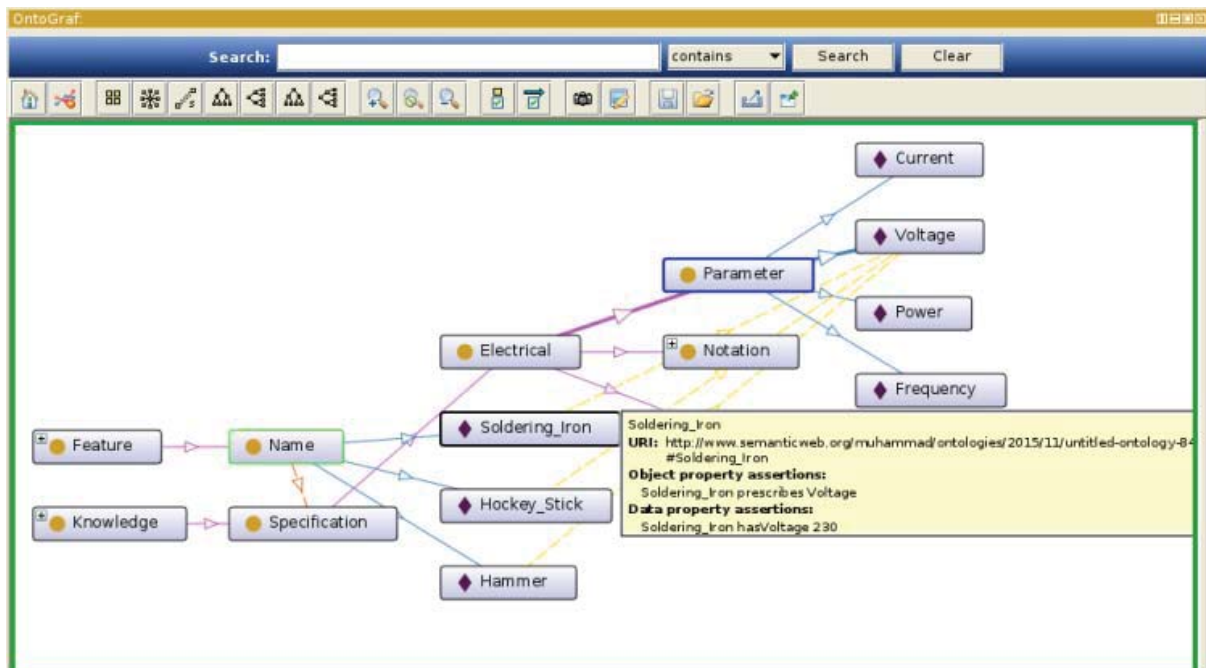 OntoGraf:
Search: contains Search Clear
Current
Voltage
Parameter
Power
Electrical
Notation
Frequency
Soldering_Iron
Feature
Name
Hockey_Stick
Knowledge
Specification
Hammer
Soldering_Iron
URI: http://www.semanticweb.org/muhammad/ontologies/2015/11/untitled-ontology-84
#Soldering_Iron
Object property assertions:
Soldering_Iron prescribes Voltage
Data property assertions:
Soldering_Iron hasVoltage 230